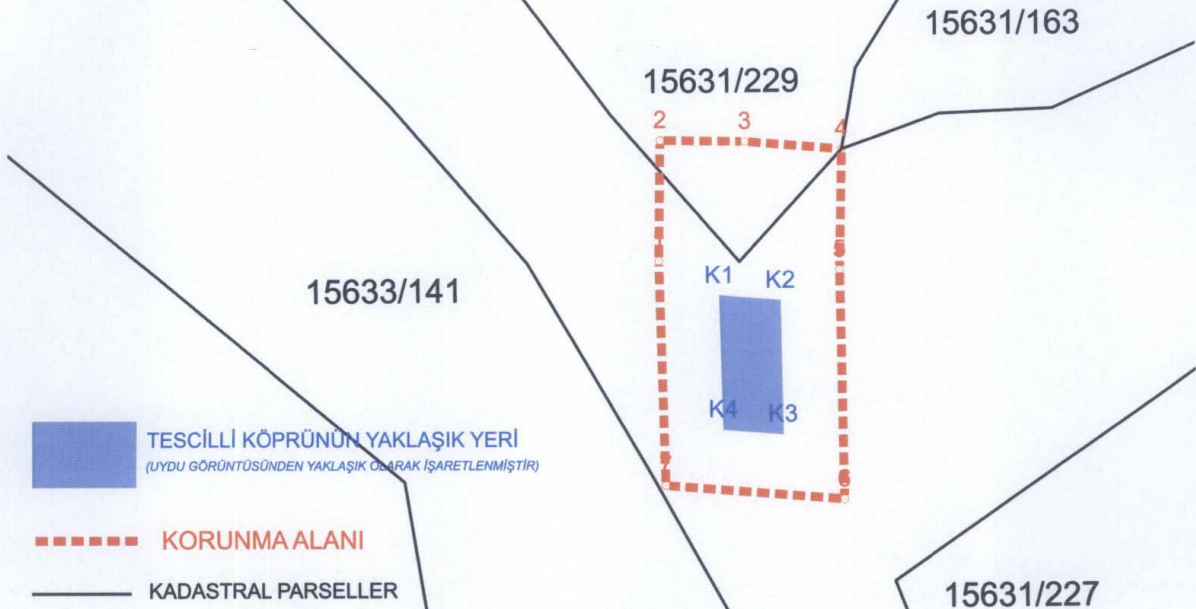 15631/163
15631/229
2 3 4
1 5
K1 K2
15633/141
K4 K3
TESCİLLİ KÖPRÜNÜN YAKLAŞIK YERİ
(UYDU GÖRÜNTÜSÜNDEN YAKLAŞIK OLARAK İŞARETLENMİŞTİR)
7 6
KORUNMA ALANI
KADASTRAL PARSELLER
15631/227